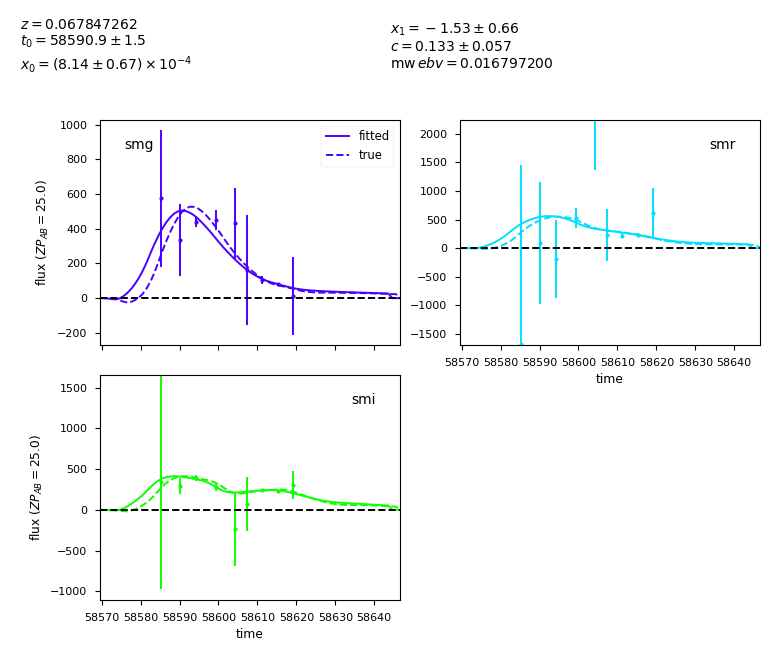 z = 0.067847262
t₀ = 58590.9 ± 1.5
x₀ = (8.14 ± 0.67) × 10⁻⁴
x₁ = −1.53 ± 0.66
c = 0.133 ± 0.057
mw ebv = 0.016797200
smg
fitted
true
1000
800
600
400
200
0
−200
flux (ZP_AB = 25.0)
smr
2000
1500
1000
500
0
−500
−1000
−1500
58570 58580 58590 58600 58610 58620 58630 58640
time
smi
1500
1000
500
0
−500
−1000
flux (ZP_AB = 25.0)
58570 58580 58590 58600 58610 58620 58630 58640
time